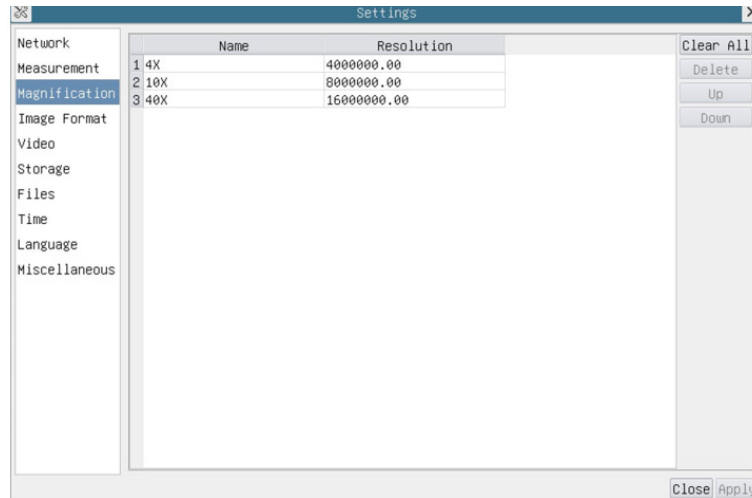 Settings
Network
Measurement
Magnification
Image Format
Video
Storage
Files
Time
Language
Miscellaneous
Name Resolution
1 4X 4000000.00
2 10X 8000000.00
3 40X 16000000.00
Clear All
Delete
Up
Down
Close Apply